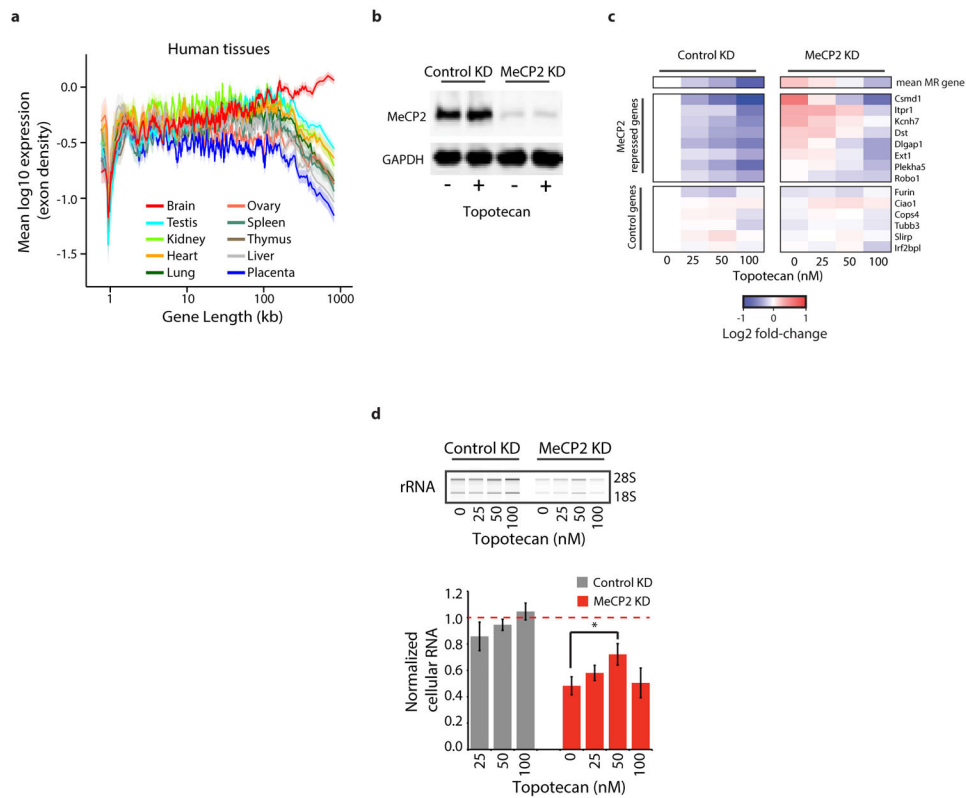 a
Human tissues
Mean log10 expression
(exon density)
0.0
-0.5
-1.0
-1.5
Brain
Testis
Kidney
Heart
Lung
Ovary
Spleen
Thymus
Liver
Placenta
1 10 100 1000
Gene Length (kb)
b
Control KD MeCP2 KD
MeCP2
GAPDH
- + - +
Topotecan
c
Control KD MeCP2 KD
mean MR gene
MeCP2
repressed genes
Csmd1
Itpr1
Kcnh7
Dst
Dlgap1
Ext1
Plekha5
Robo1
Control genes
Furin
Ciao1
Cops4
Tubb3
Slirp
Irf2bpl
0 25 50 100 0 25 50 100
Topotecan (nM)
-1 0 1
Log2 fold-change
d
Control KD MeCP2 KD
rRNA
28S
18S
0 25 50 100 0 25 50 100
Topotecan (nM)
Control KD
MeCP2 KD
Normalized
cellular RNA
1.2
1.0
0.8
0.6
0.4
0.2
0.0
*
25 50 100 0 25 50 100
Topotecan (nM)